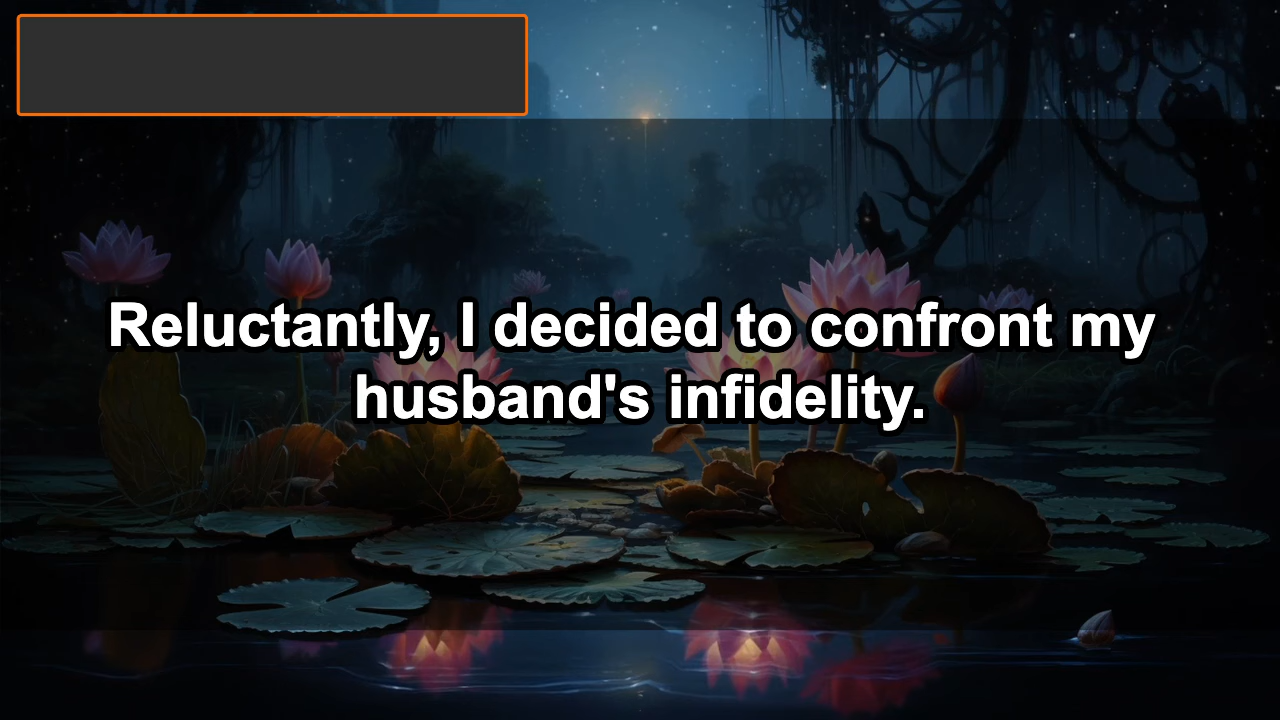 Reluctantly, I decided to confront my
husband's infidelity.